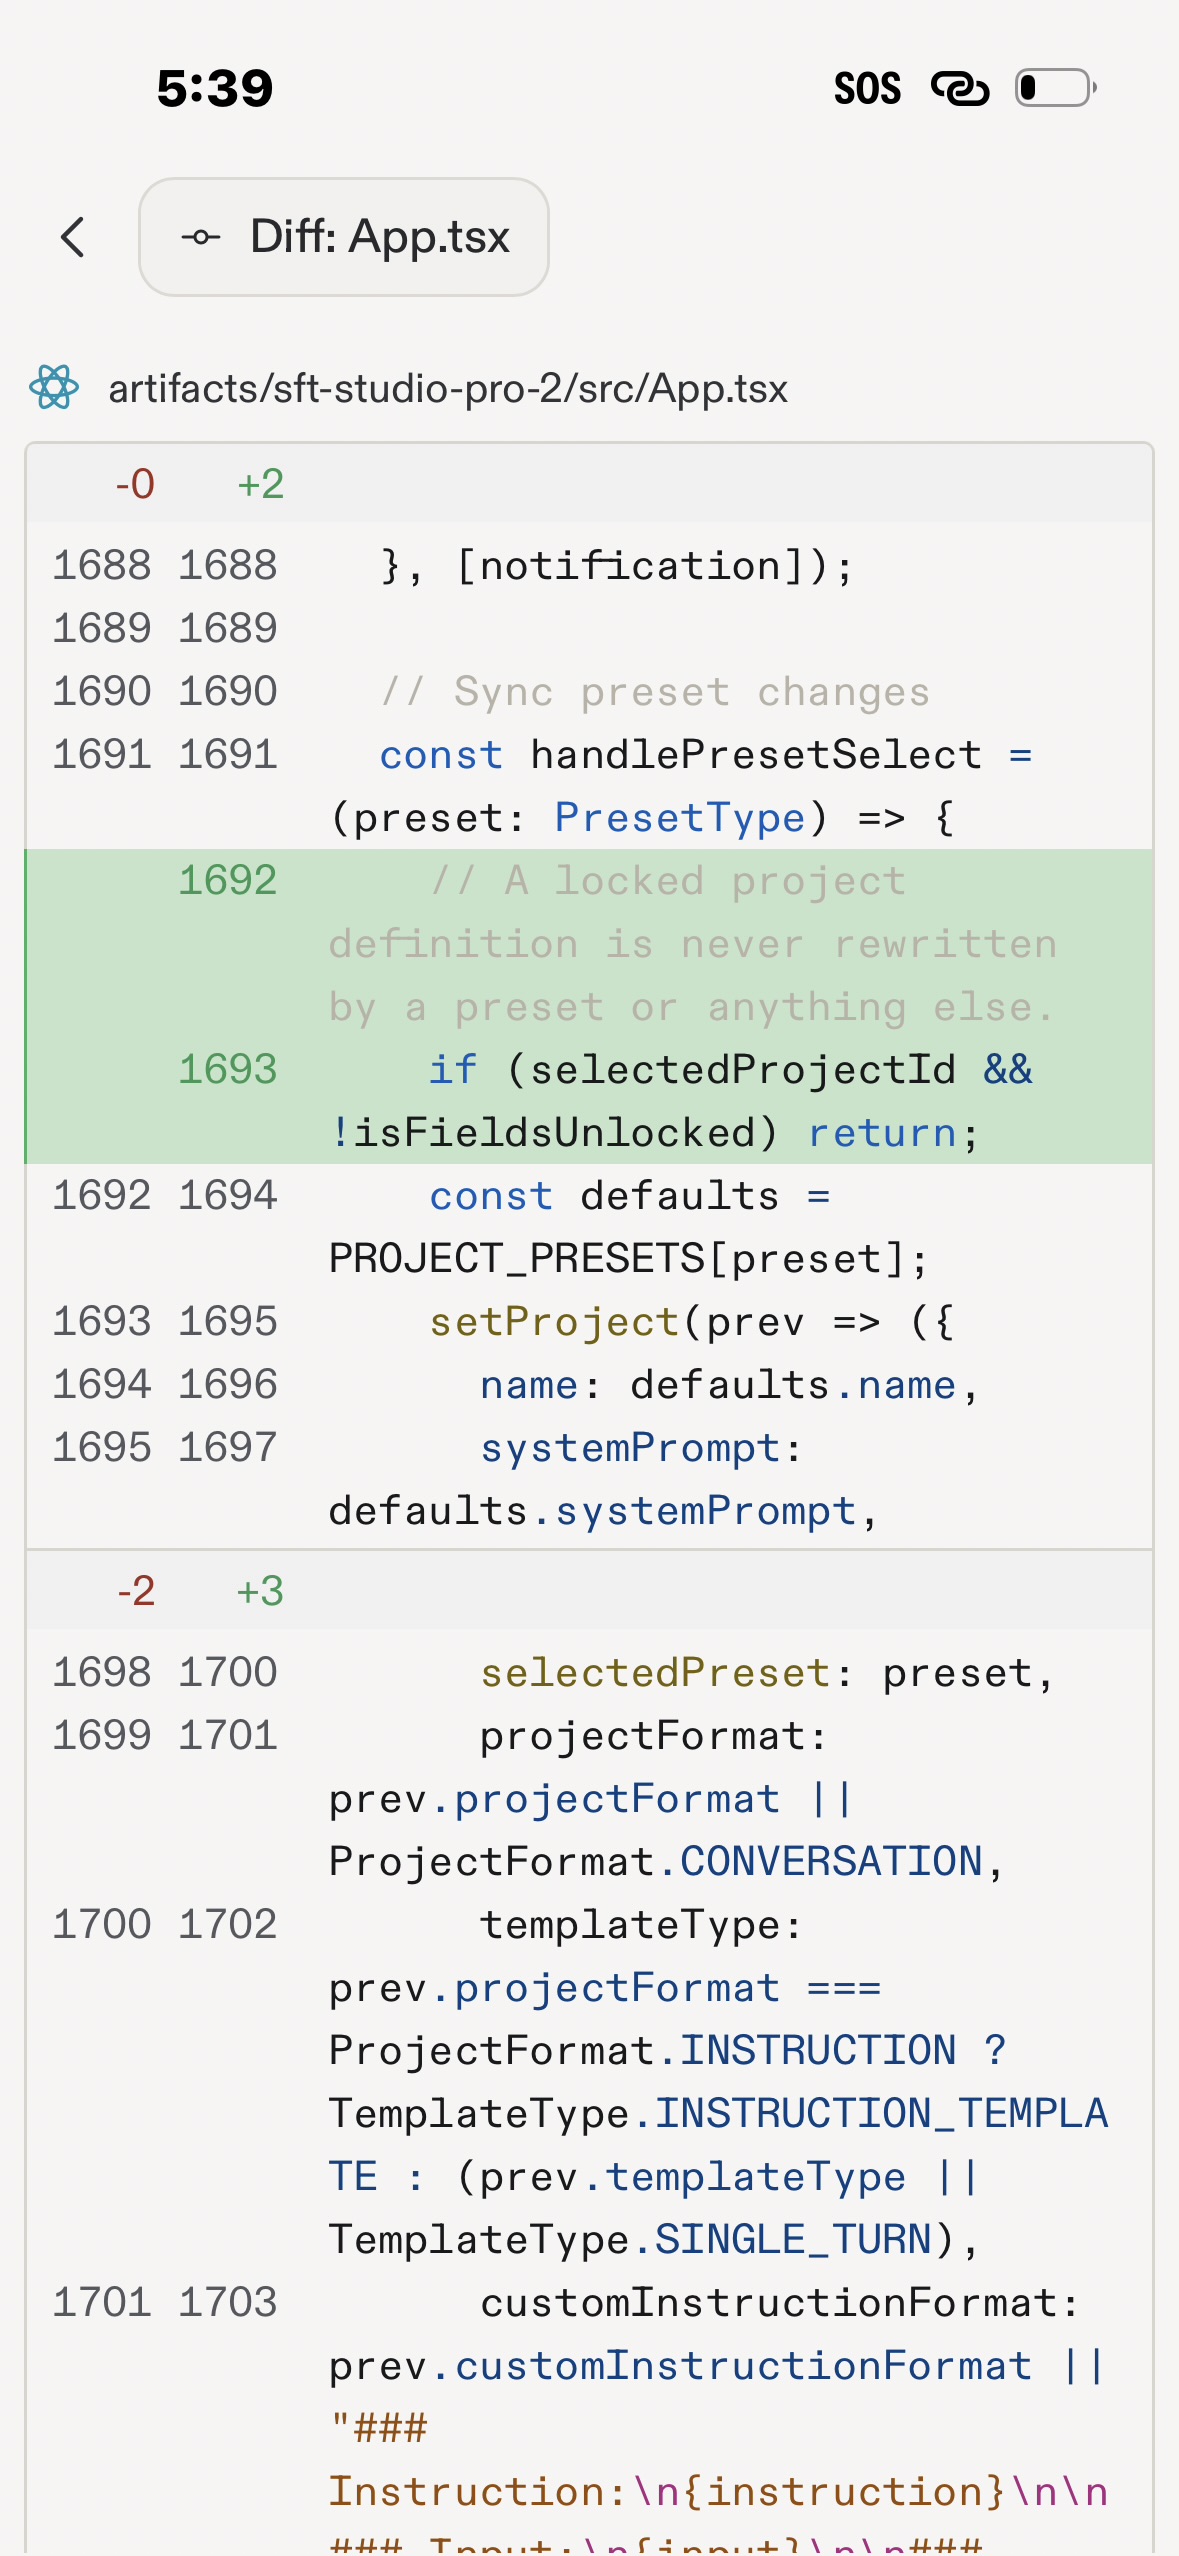 5:39
SOS
Diff: App.tsx
artifacts/sft-studio-pro-2/src/App.tsx
-0 +2
1688 1688 }, [notification]);
1689 1689
1690 1690 // Sync preset changes
1691 1691 const handlePresetSelect =
(preset: PresetType) => {
1692 // A locked project
definition is never rewritten
by a preset or anything else.
1693 if (selectedProjectId &&
!isFieldsUnlocked) return;
1692 1694 const defaults =
PROJECT_PRESETS[preset];
1693 1695 setProject(prev => ({
1694 1696 name: defaults.name,
1695 1697 systemPrompt:
defaults.systemPrompt,
-2 +3
1698 1700 selectedPreset: preset,
1699 1701 projectFormat:
prev.projectFormat ||
ProjectFormat.CONVERSATION,
1700 1702 templateType:
prev.projectFormat ===
ProjectFormat.INSTRUCTION ?
TemplateType.INSTRUCTION_TEMPLA
TE : (prev.templateType ||
TemplateType.SINGLE_TURN),
1701 1703 customInstructionFormat:
prev.customInstructionFormat ||
"###
Instruction:\n{instruction}\n\n
### Input:\n{input}\n\n###